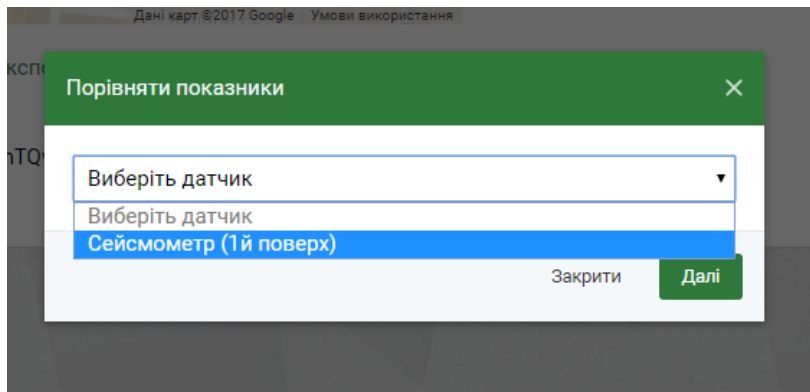 Дані карт ©2017 Google Умови використання
Порівняти показники
Виберіть датчик
Виберіть датчик
Сейсмометр (1й поверх)
Закрити Далі